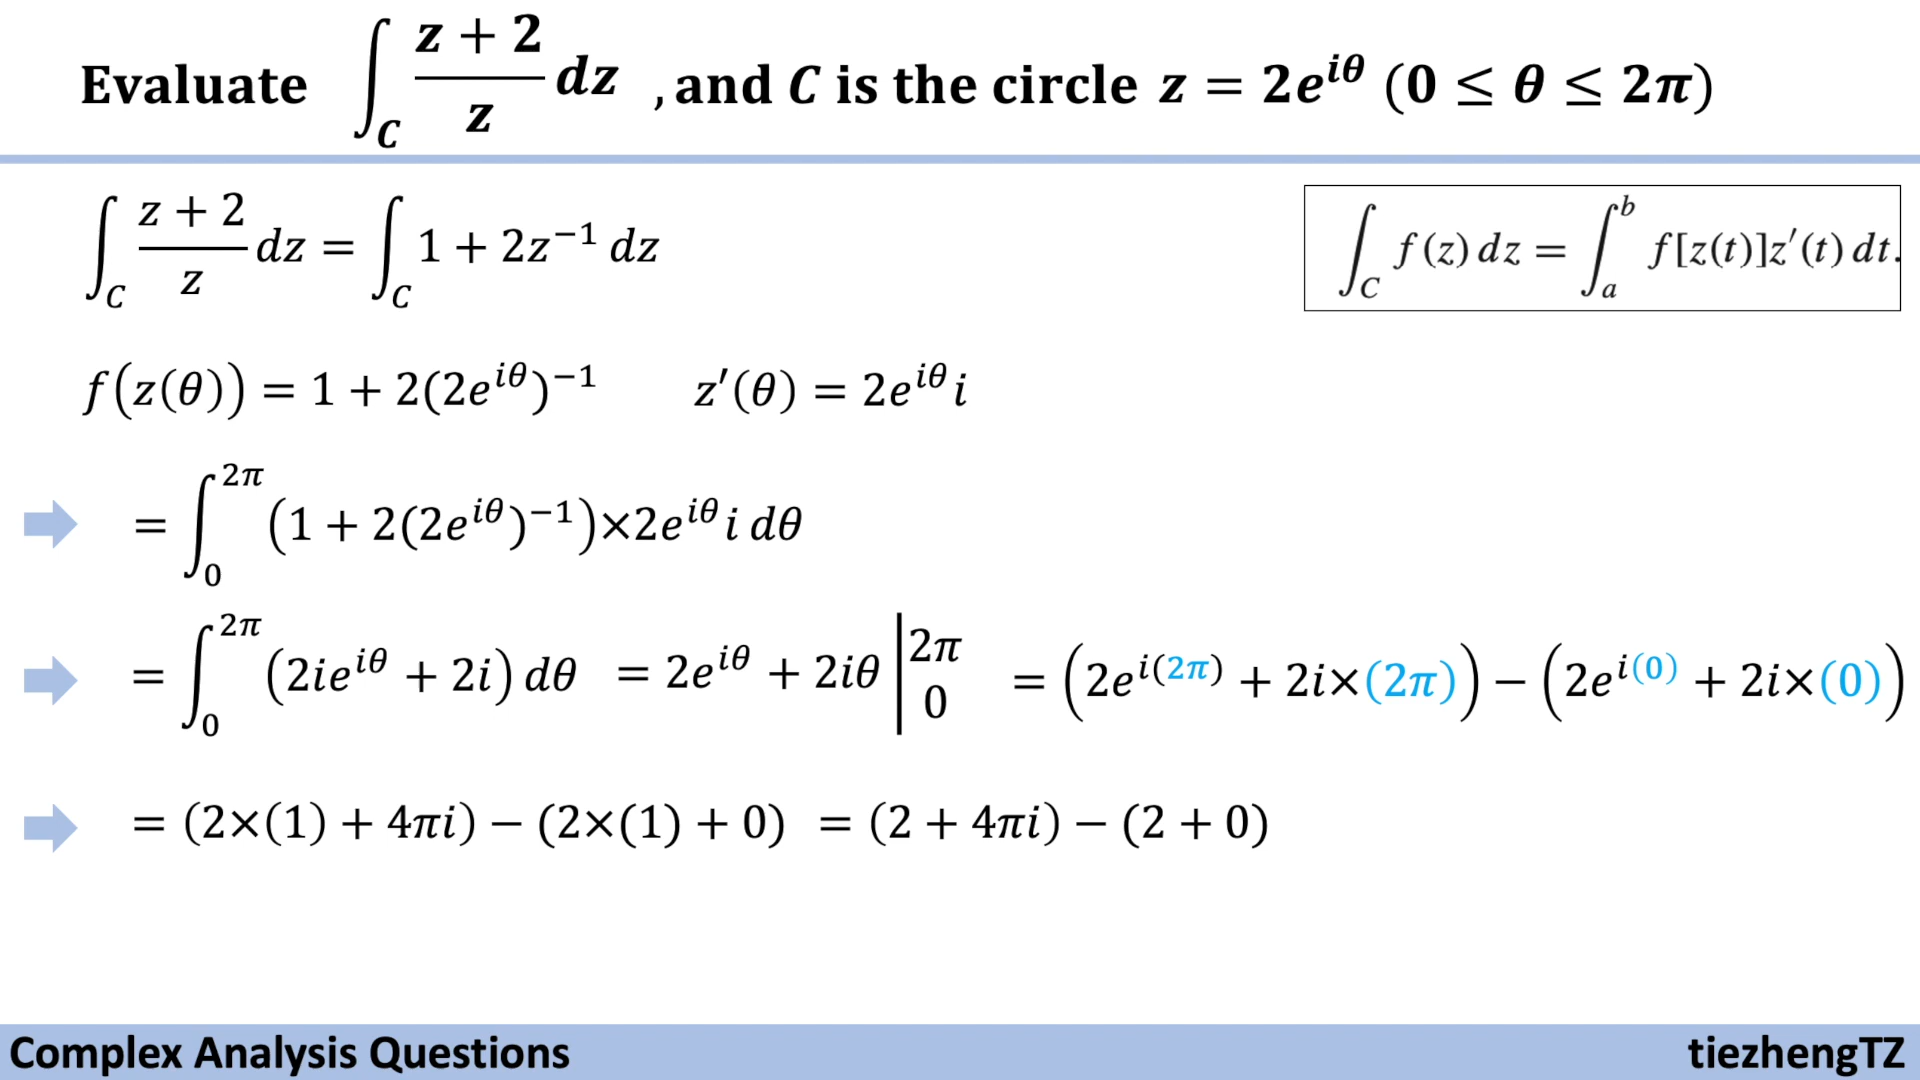 Evaluate ∫_C (z + 2)/z dz , and C is the circle z = 2e^{iθ} (0 ≤ θ ≤ 2π)
∫_C (z + 2)/z dz = ∫_C 1 + 2z^{−1} dz
∫_C f(z) dz = ∫_a^b f[z(t)]z′(t) dt.
f(z(θ)) = 1 + 2(2e^{iθ})^{−1} z′(θ) = 2e^{iθ} i
= ∫_0^{2π} (1 + 2(2e^{iθ})^{−1})×2e^{iθ} i dθ
= ∫_0^{2π} (2ie^{iθ} + 2i) dθ = 2e^{iθ} + 2iθ |_0^{2π} = (2e^{i(2π)} + 2i×(2π)) − (2e^{i(0)} + 2i×(0))
= (2×(1) + 4πi) − (2×(1) + 0) = (2 + 4πi) − (2 + 0)
Complex Analysis Questions
tiezhengTZ